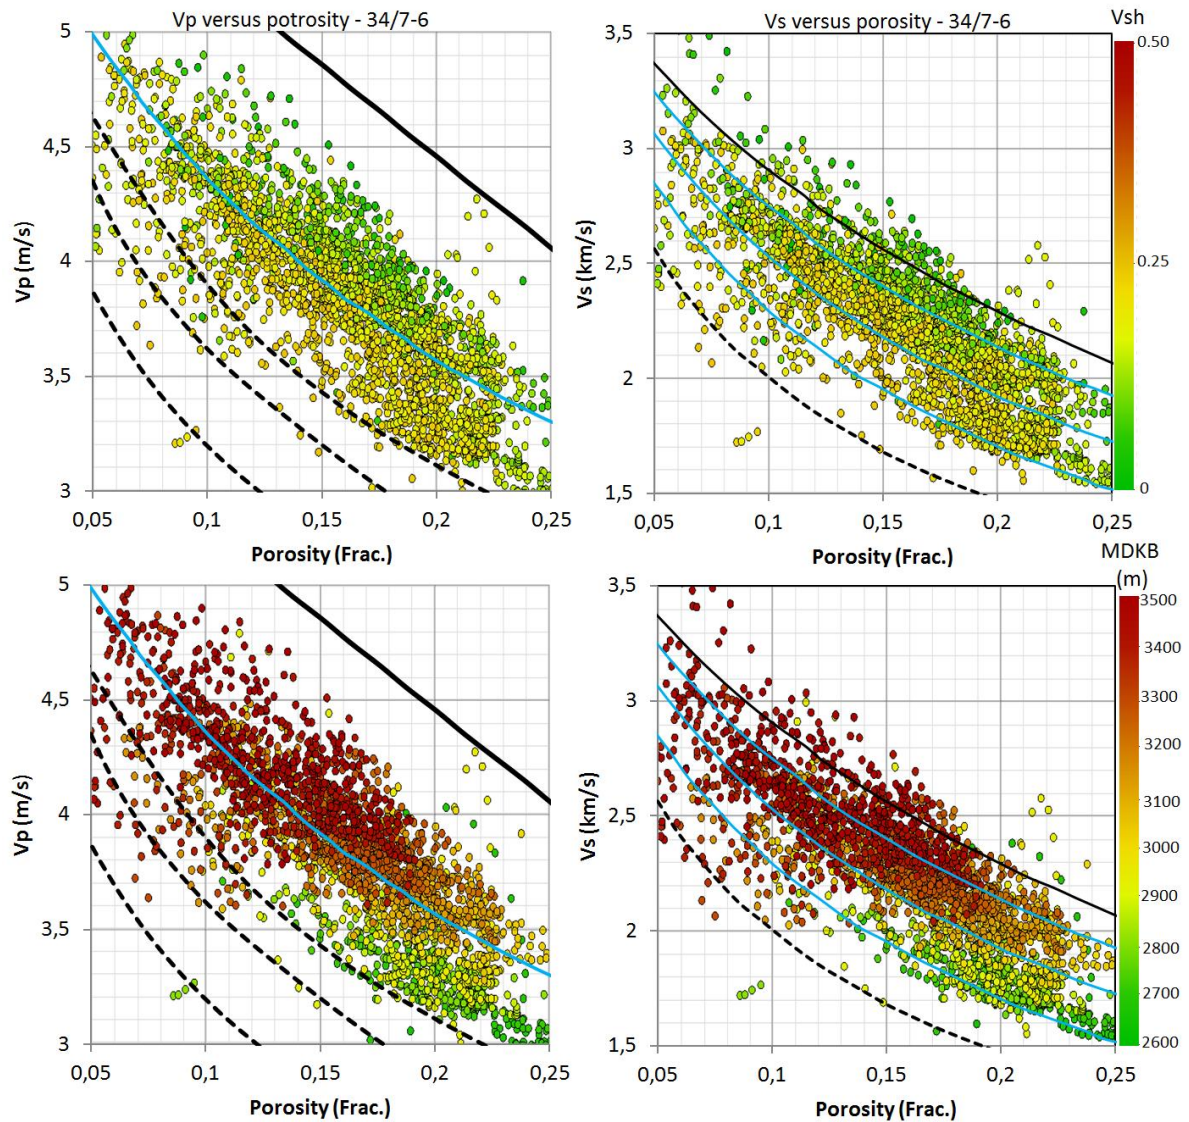 Vp versus potrosity - 34/7-6
Vs versus porosity - 34/7-6
Vsh
5
4,5
4
3,5
3
Vp (m/s)
0,05 0,1 0,15 0,2 0,25
Porosity (Frac.)
3,5
3
2,5
2
1,5
Vs (km/s)
0,05 0,1 0,15 0,2 0,25
Porosity (Frac.)
0.50
0.25
0
5
4,5
4
3,5
3
Vp (m/s)
0,05 0,1 0,15 0,2 0,25
Porosity (Frac.)
3,5
3
2,5
2
1,5
Vs (km/s)
0,05 0,1 0,15 0,2 0,25
Porosity (Frac.)
MDKB
(m)
3500
3400
3300
3200
3100
3000
2900
2800
2700
2600